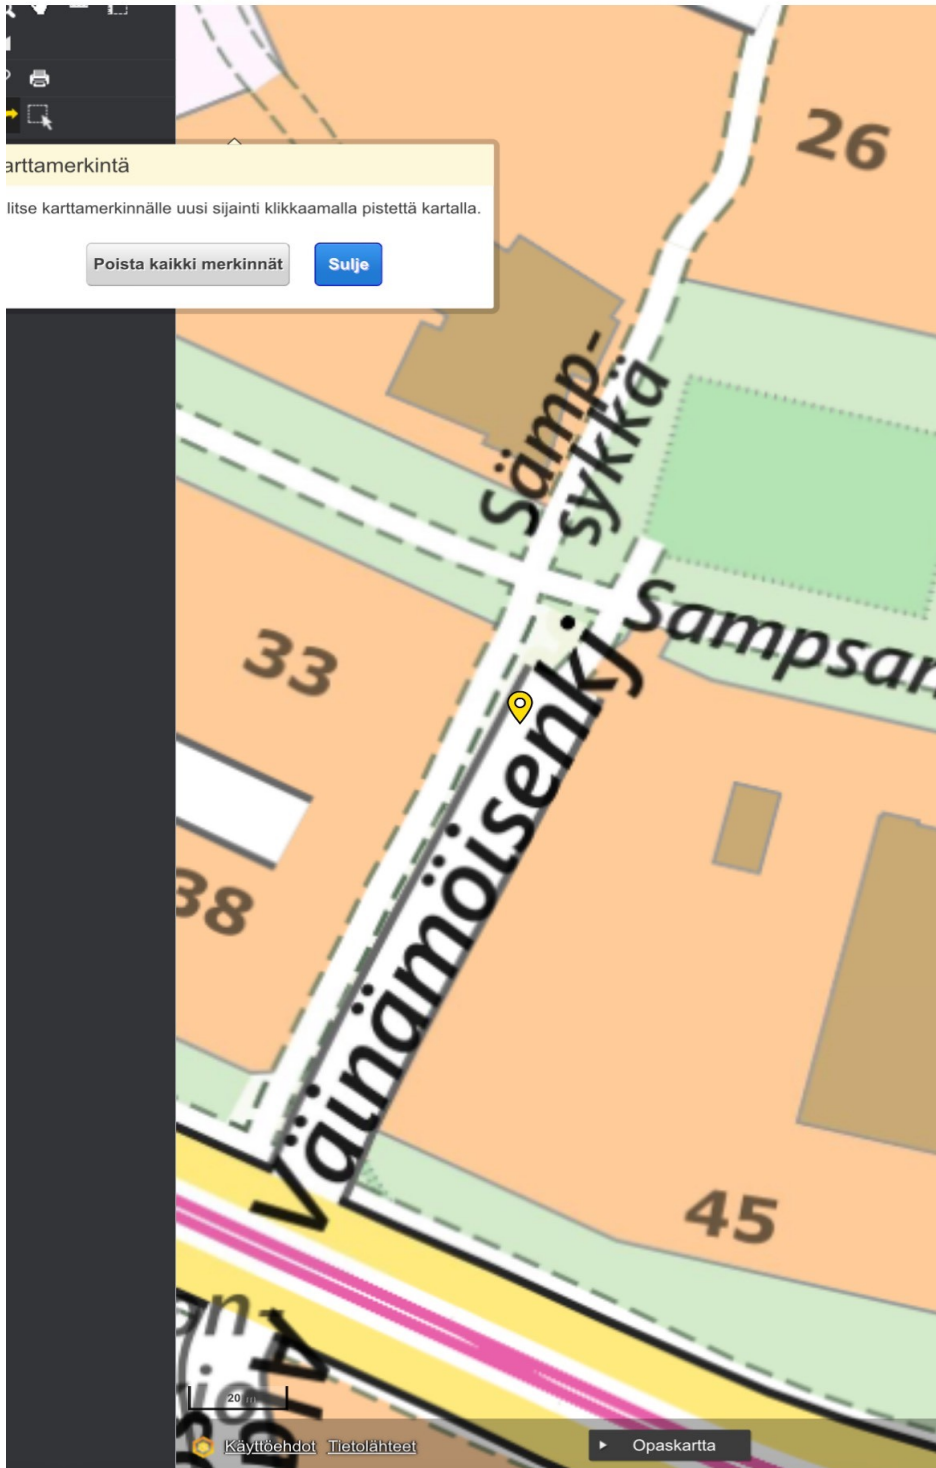 arttamerkintä
litse karttamerkinnälle uusi sijainti klikkaamalla pistettä kartalla.
Poista kaikki merkinnät
Sulje
26
Sämp-
sykkä
Sampsan
33
Väinämöisenkj
38
45
20 m
Käyttöehdot Tietolähteet
Opaskartta